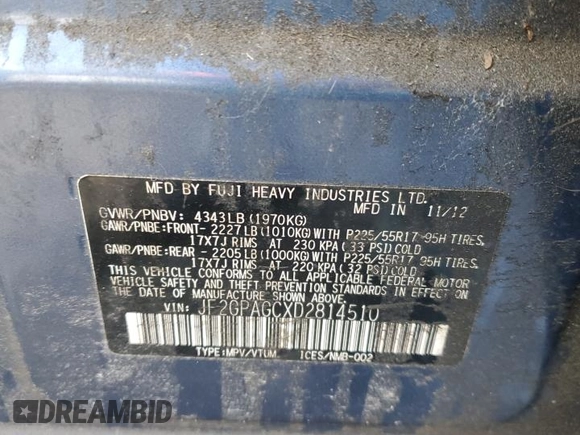 MFD BY FUJI HEAVY INDUSTRIES LTD.
GVWR/PNBV: 4343LB (1970KG) MFD IN 11/12
GAWR/PNBE:FRONT- 2227LB (1010KG) WITH P225/55R17 95H TIRES.
17X7J RIMS AT 230 KPA (33 PSI) COLD
GAWR/PNBE:REAR - 2205LB (1000KG) WITH P225/55R17 95H TIRES.
17X7J RIMS AT 220 KPA (32 PSI) COLD
THIS VEHICLE CONFORMS TO ALL APPLICABLE FEDERAL MOTOR
VEHICLE SAFETY STANDARDS IN EFFECT ON THE DATE OF
MANUFACTURE SHOWN ABOVE.
VIN: JF2GPAGCXD2814510
TYPE:MPV/VTUM ICES/NMB-002
DREAMBID